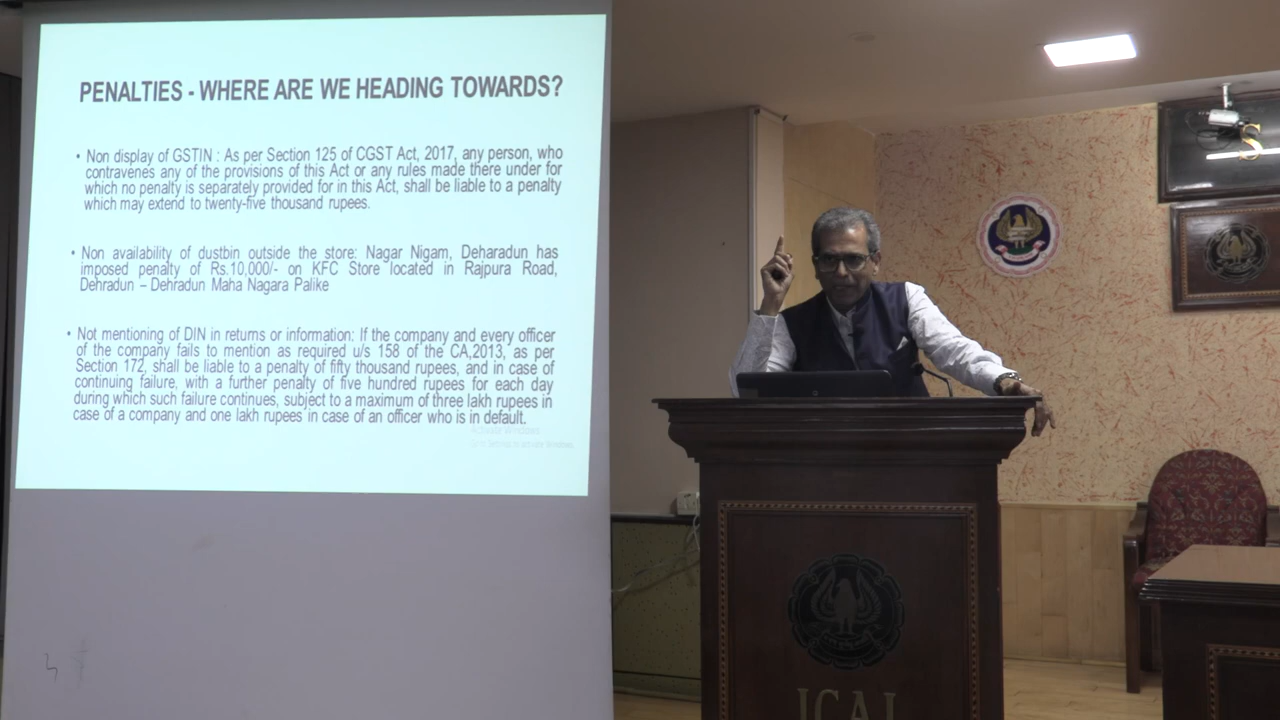 PENALTIES - WHERE ARE WE HEADING TOWARDS?
• Non display of GSTIN : As per Section 125 of CGST Act, 2017, any person, who
contravenes any of the provisions of this Act or any rules made there under for
which no penalty is separately provided for in this Act, shall be liable to a penalty
which may extend to twenty-five thousand rupees.
• Non availability of dustbin outside the store: Nagar Nigam, Deharadun has
imposed penalty of Rs.10,000/- on KFC Store located in Rajpura Road,
Dehradun – Dehradun Maha Nagara Palike
• Not mentioning of DIN in returns or information: If the company and every officer
of the company fails to mention as required u/s 158 of the CA,2013, as per
Section 172, shall be liable to a penalty of fifty thousand rupees, and in case of
continuing failure, with a further penalty of five hundred rupees for each day
during which such failure continues, subject to a maximum of three lakh rupees in
case of a company and one lakh rupees in case of an officer who is in default.
Activate Windows
Go to Settings to activate Windows.
ICAI